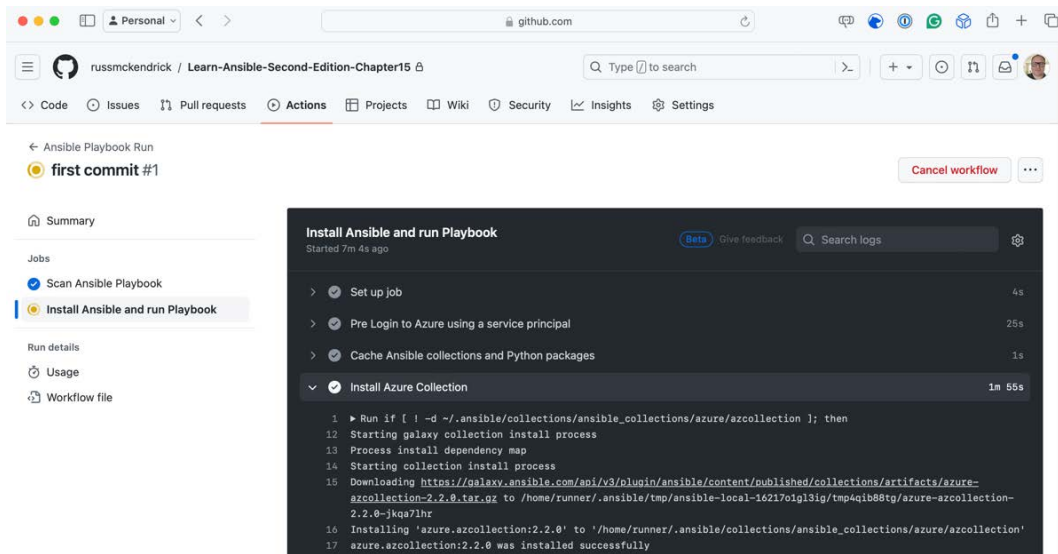 Personal
github.com
russmckendrick / Learn-Ansible-Second-Edition-Chapter15
Type / to search
Code Issues Pull requests Actions Projects Wiki Security Insights Settings
Ansible Playbook Run
first commit #1
Cancel workflow
Summary
Jobs
Scan Ansible Playbook
Install Ansible and run Playbook
Run details
Usage
Workflow file
Install Ansible and run Playbook
Started 7m 4s ago
Beta Give feedback
Search logs
Set up job 4s
Pre Login to Azure using a service principal 25s
Cache Ansible collections and Python packages 1s
Install Azure Collection 1m 55s
1 Run if [ ! -d ~/.ansible/collections/ansible_collections/azure/azcollection ]; then
12 Starting galaxy collection install process
13 Process install dependency map
14 Starting collection install process
15 Downloading https://galaxy.ansible.com/api/v3/plugin/ansible/content/published/collections/artifacts/azure-
azcollection-2.2.0.tar.gz to /home/runner/.ansible/tmp/ansible-local-16217o1gl3ig/tmp4qib88tg/azure-azcollection-
2.2.0-jkqa7lhr
16 Installing 'azure.azcollection:2.2.0' to '/home/runner/.ansible/collections/ansible_collections/azure/azcollection'
17 azure.azcollection:2.2.0 was installed successfully